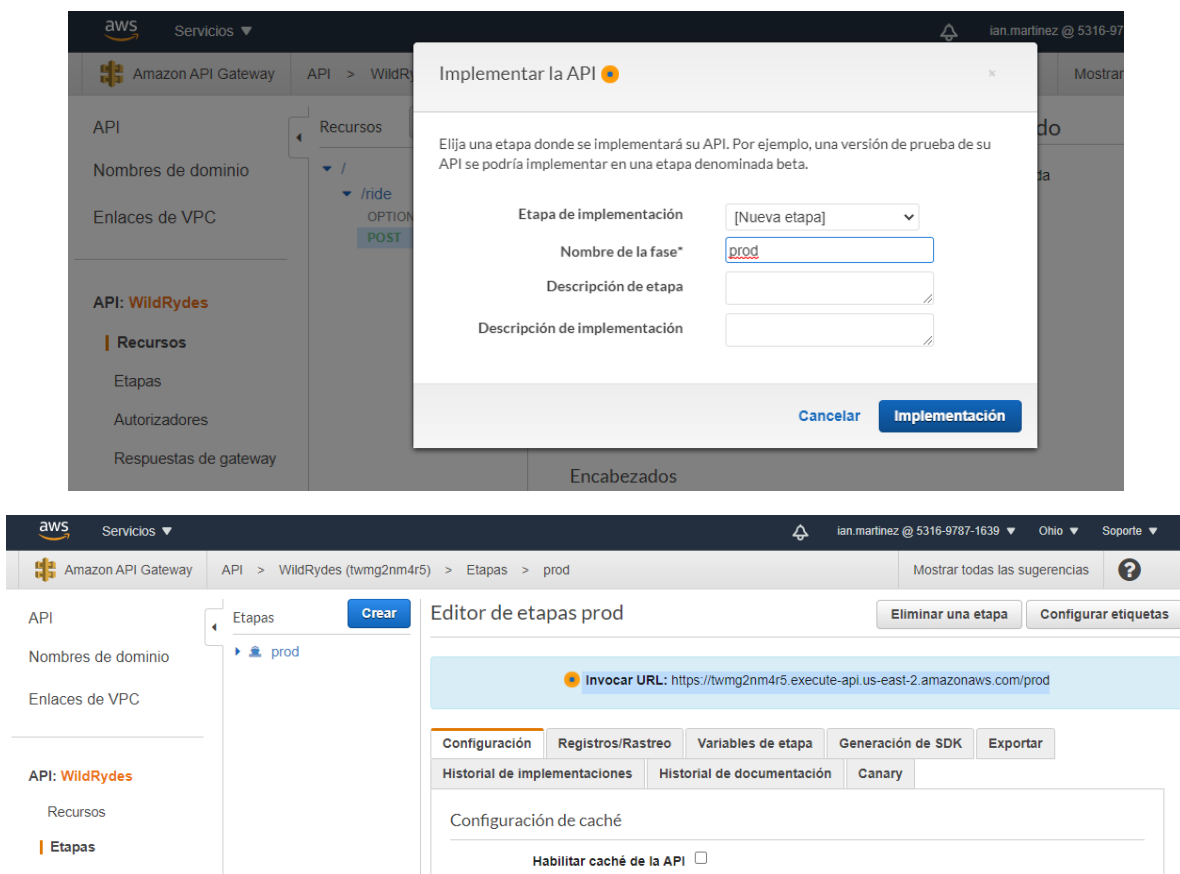 aws Servicios ▼ ian.martinez @ 5316-97
Amazon API Gateway API > WildRy Mostrar
Implementar la API
×
API
Recursos
do
Elija una etapa donde se implementará su API. Por ejemplo, una versión de prueba de su
API se podría implementar en una etapa denominada beta.
Nombres de dominio
/
da
/ride
Enlaces de VPC
OPTION
POST
Etapa de implementación [Nueva etapa]
Nombre de la fase* prod
Descripción de etapa
Descripción de implementación
API: WildRydes
Recursos
Etapas
Autorizadores
Respuestas de gateway
Cancelar Implementación
Encabezados
aws Servicios ▼ ian.martinez @ 5316-9787-1639 ▼ Ohio ▼ Soporte ▼
Amazon API Gateway API > WildRydes (twmg2nm4r5) > Etapas > prod Mostrar todas las sugerencias ?
API
Nombres de dominio
Enlaces de VPC
API: WildRydes
Recursos
Etapas
Etapas Crear
prod
Editor de etapas prod Eliminar una etapa Configurar etiquetas
Invocar URL: https://twmg2nm4r5.execute-api.us-east-2.amazonaws.com/prod
Configuración Registros/Rastreo Variables de etapa Generación de SDK Exportar
Historial de implementaciones Historial de documentación Canary
Configuración de caché
Habilitar caché de la API